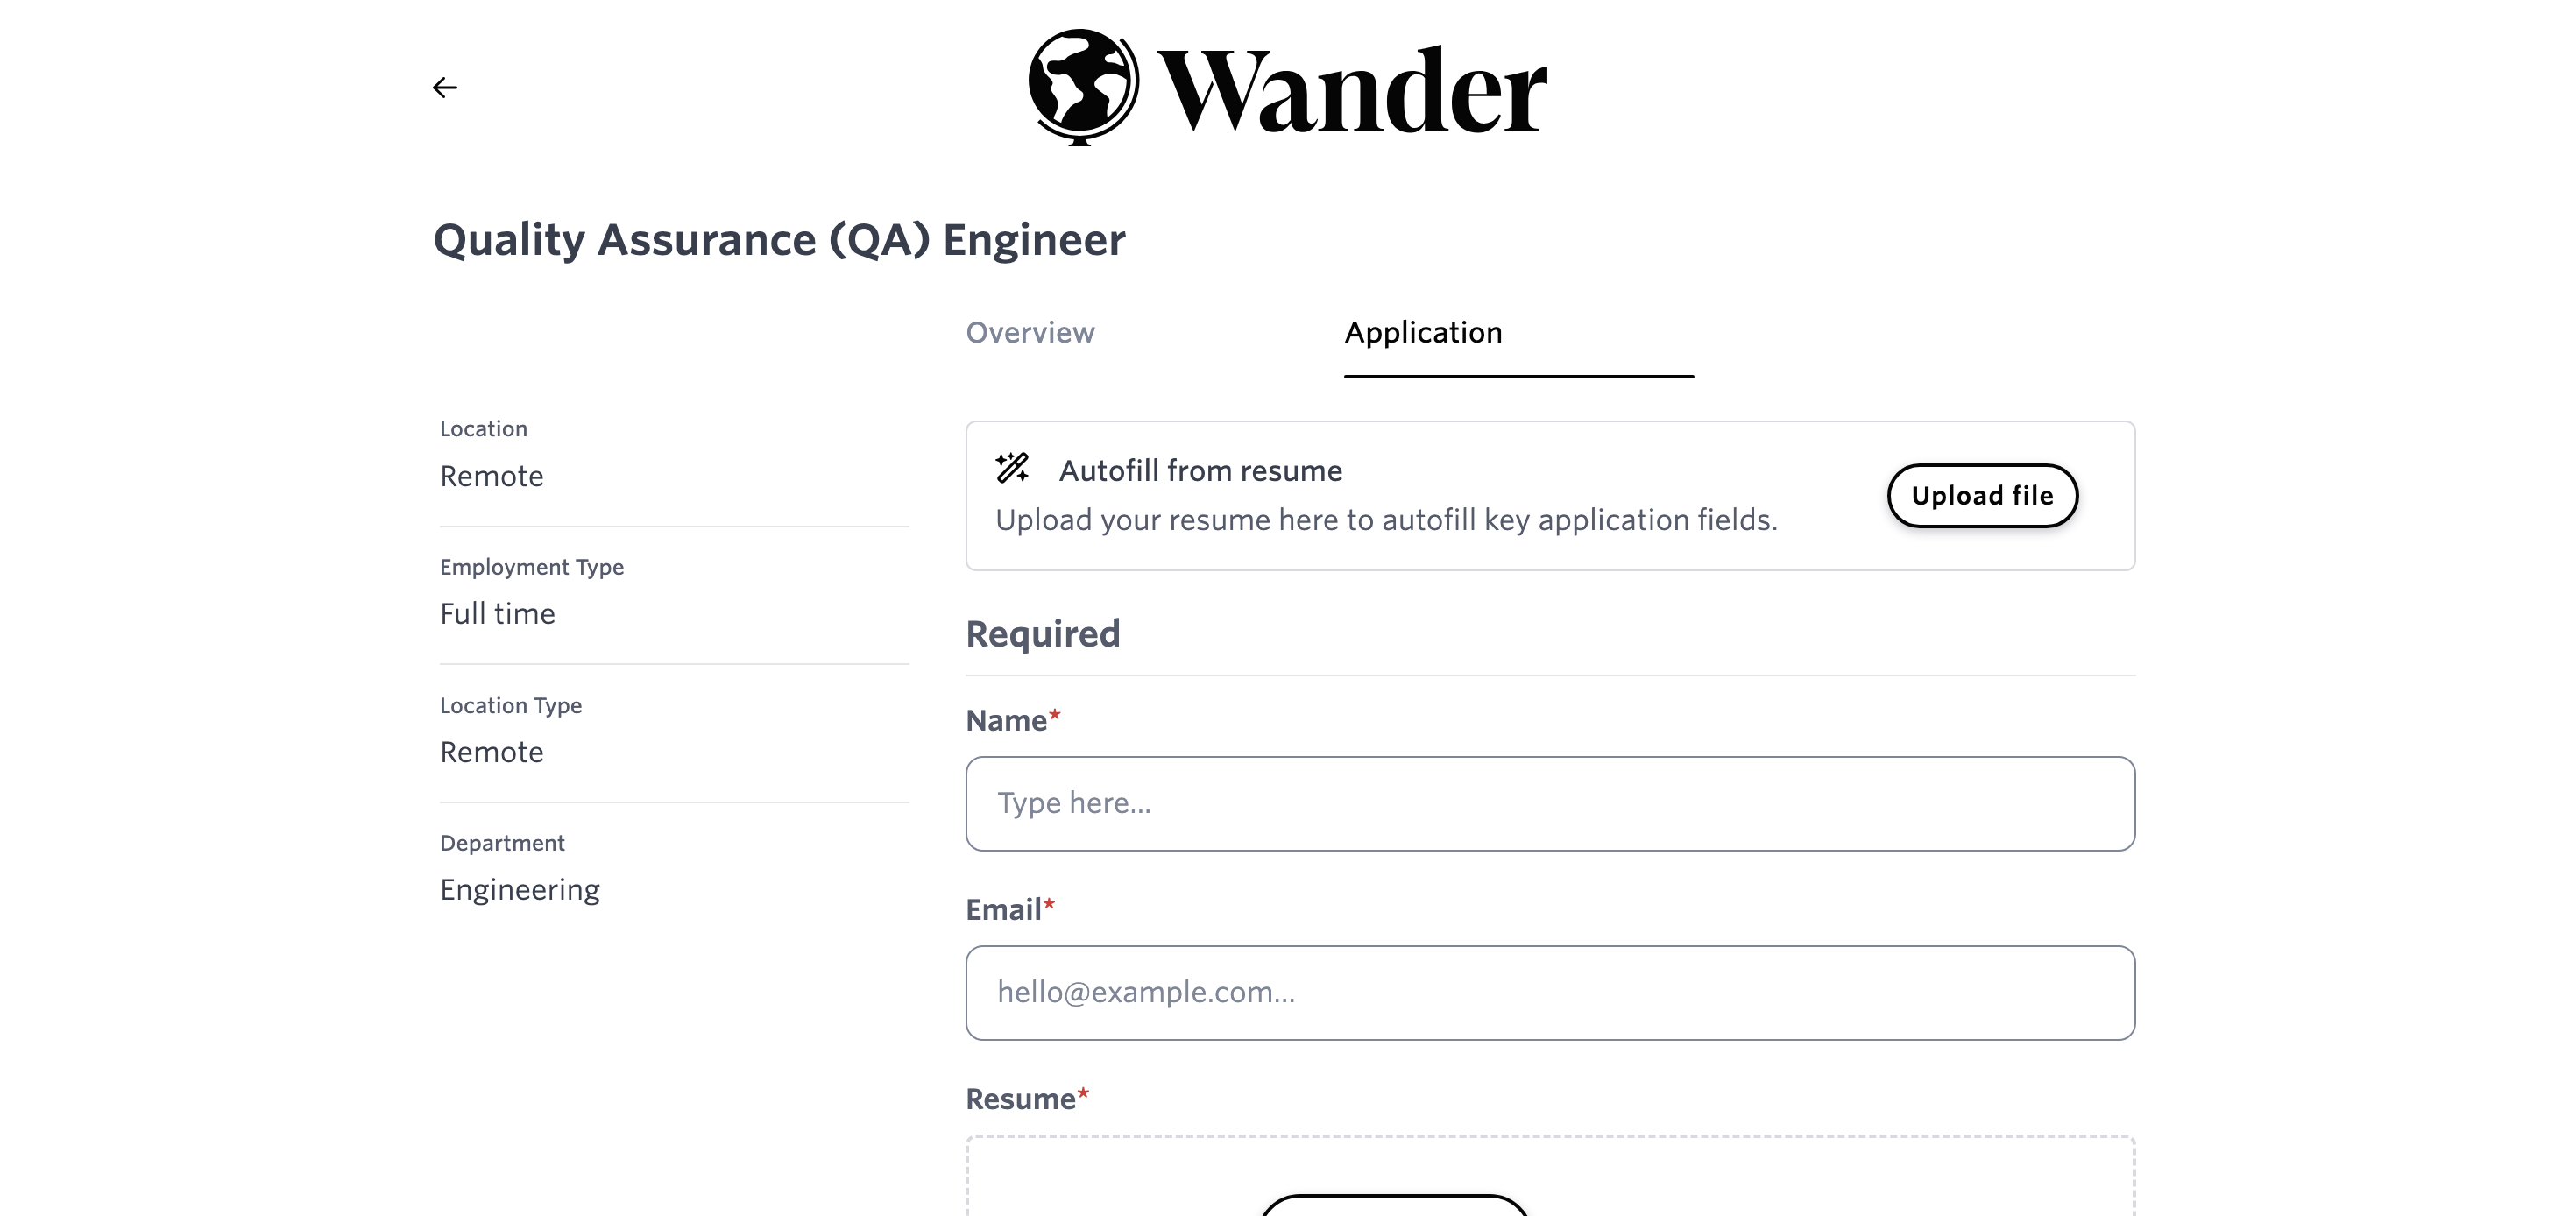 Wander
Quality Assurance (QA) Engineer
Overview
Application
Location
Remote
Employment Type
Full time
Location Type
Remote
Department
Engineering
Autofill from resume
Upload your resume here to autofill key application fields.
Upload file
Required
Name*
Type here...
Email*
hello@example.com...
Resume*